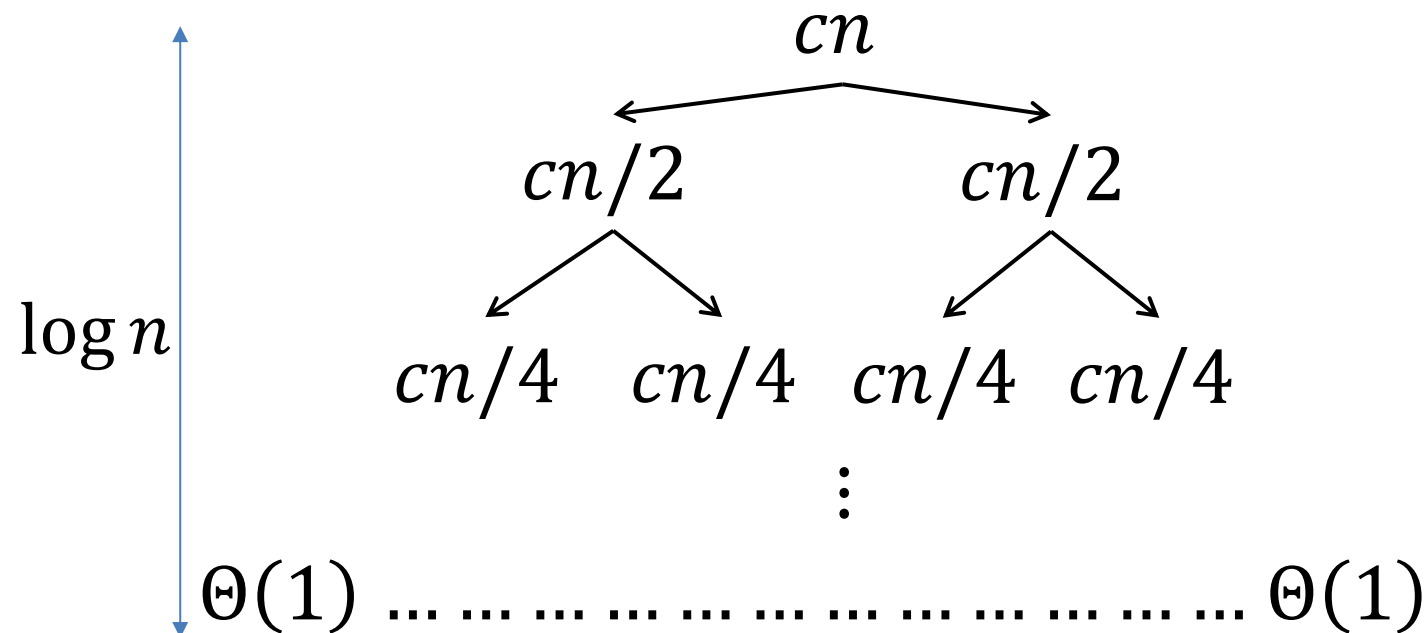 cn
cn/2 cn/2
log n
cn/4 cn/4 cn/4 cn/4
⋮
Θ(1) ... ... ... ... ... ... ... ... ... ... ... ... Θ(1)